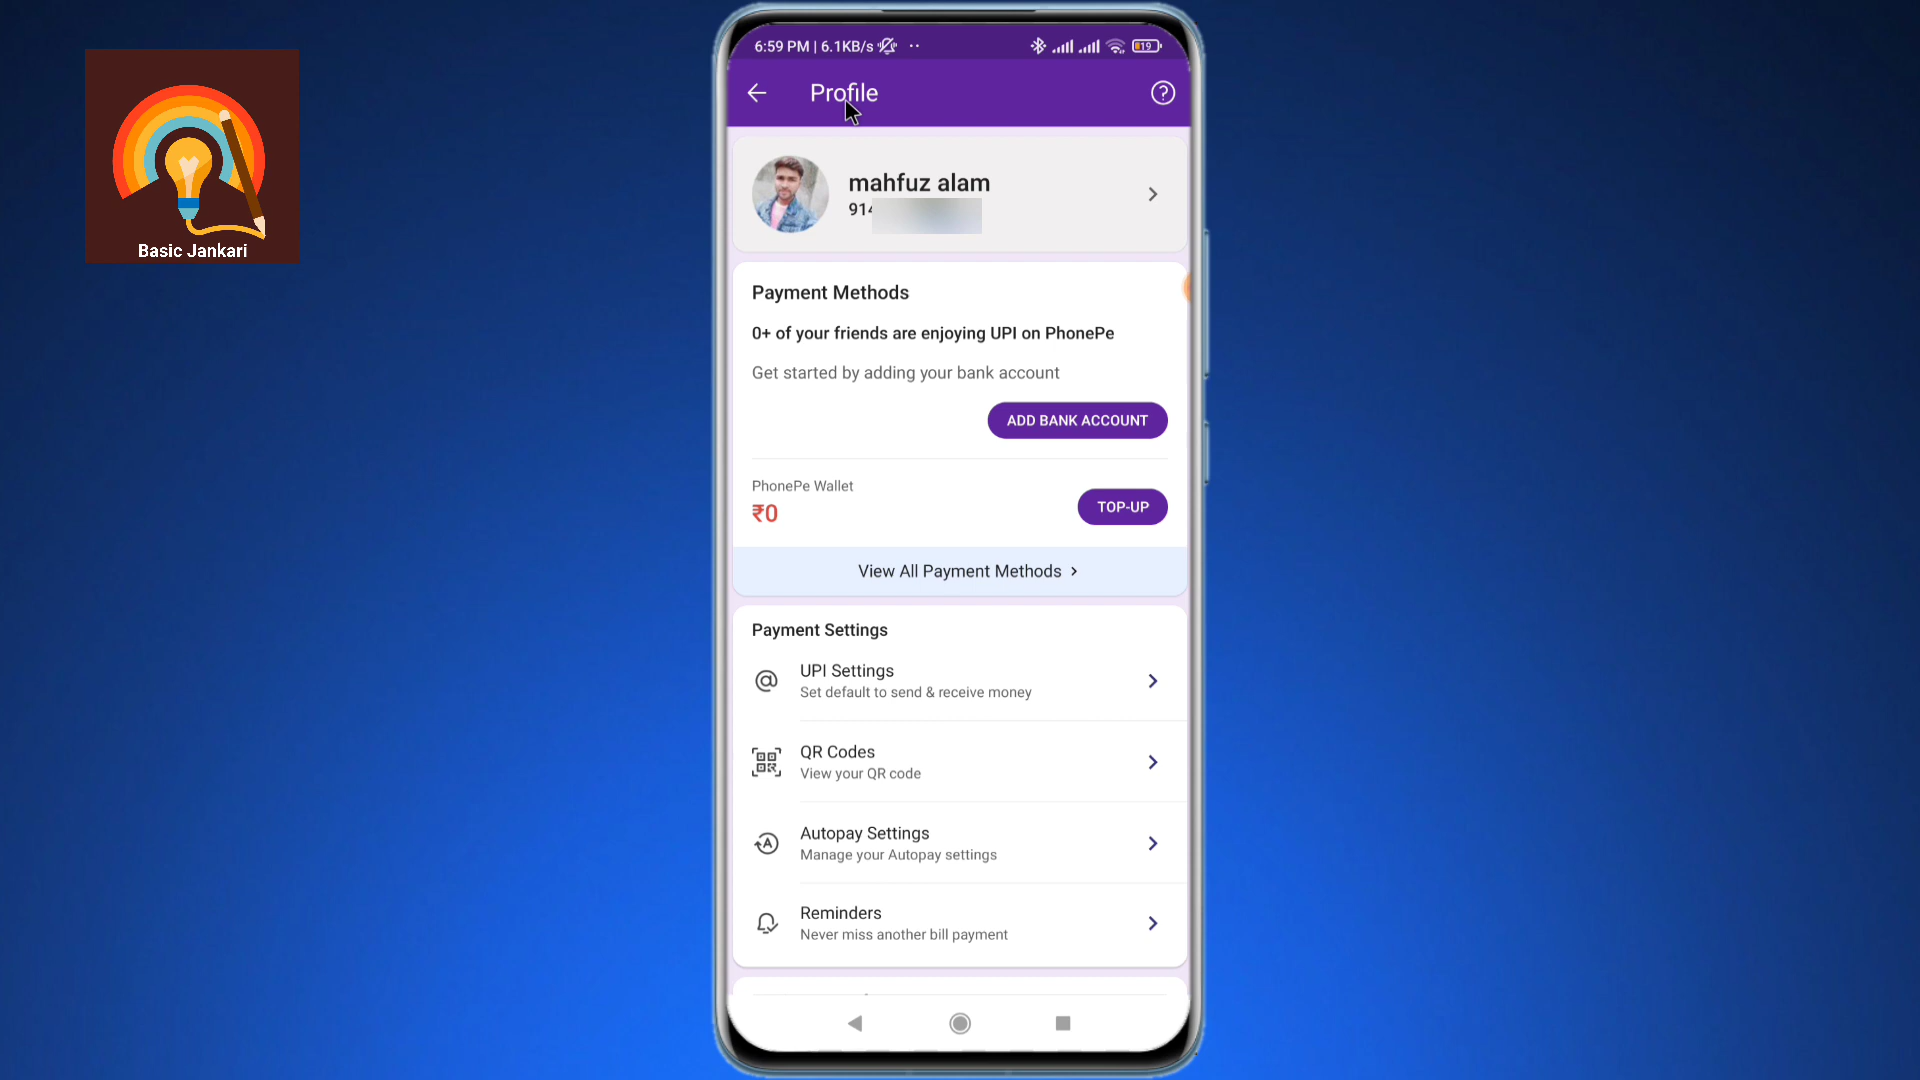 6:59 PM | 6.1KB/s
19
Profile
Basic Jankari
mahfuz alam
914
Payment Methods
0+ of your friends are enjoying UPI on PhonePe
Get started by adding your bank account
ADD BANK ACCOUNT
PhonePe Wallet
₹0
TOP-UP
View All Payment Methods
Payment Settings
UPI Settings
Set default to send & receive money
QR Codes
View your QR code
Autopay Settings
Manage your Autopay settings
Reminders
Never miss another bill payment